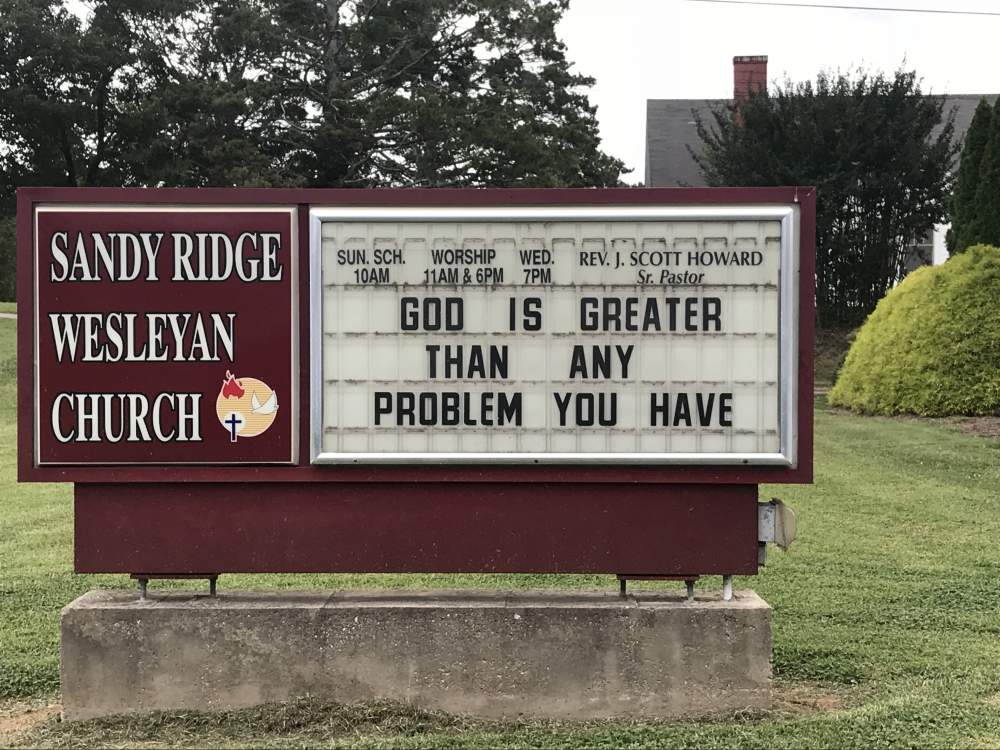 SANDY RIDGE
WESLEYAN
CHURCH
SUN. SCH. WORSHIP WED. REV. J. SCOTT HOWARD
10AM 11AM & 6PM 7PM Sr. Pastor
GOD IS GREATER
THAN ANY
PROBLEM YOU HAVE